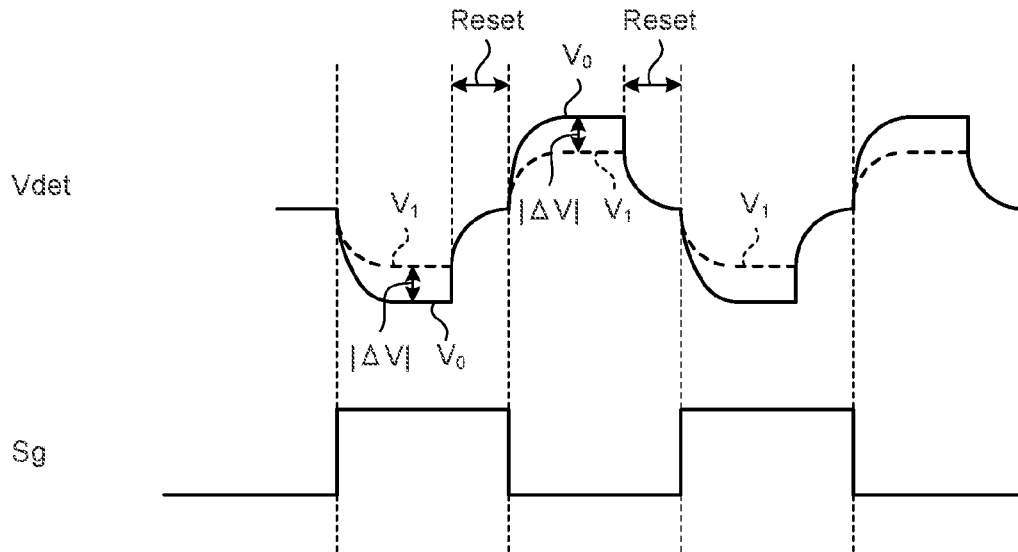 Reset
Reset
V₀
Vdet
V₁
|ΔV|
V₁
V₁
|ΔV|
V₀
Sg